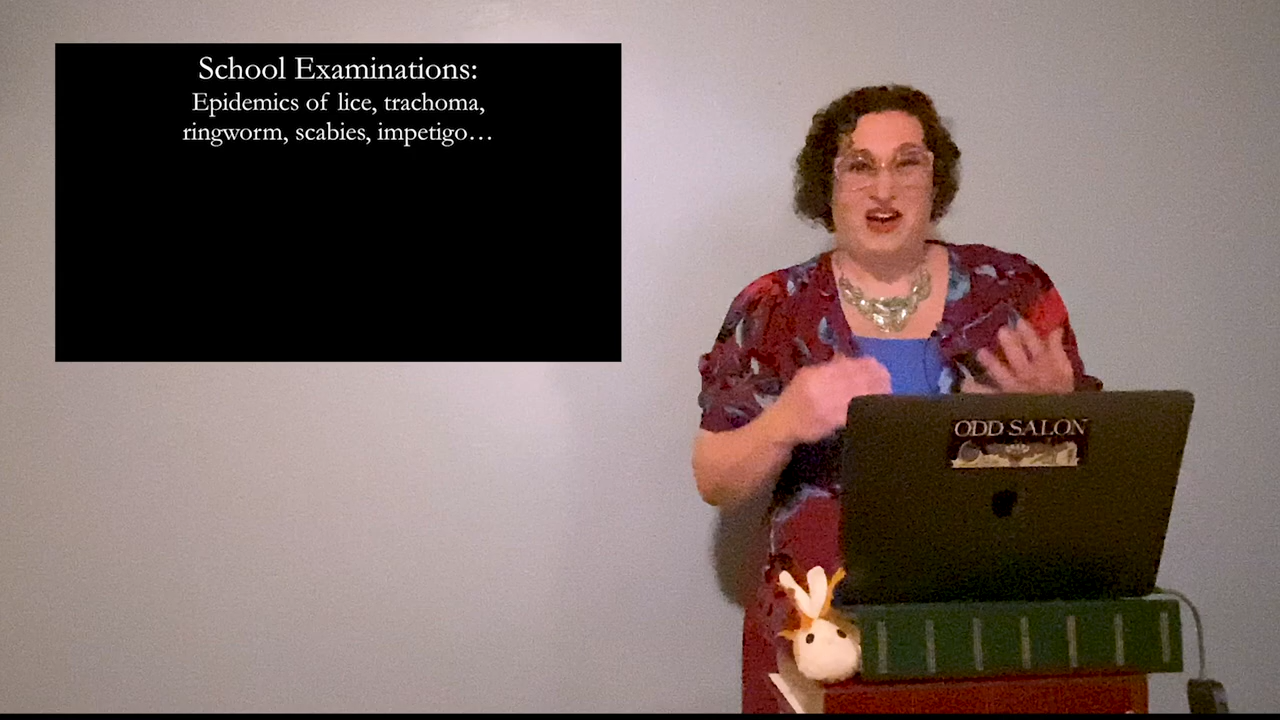 School Examinations:
Epidemics of lice, trachoma,
ringworm, scabies, impetigo…
ODD SALON